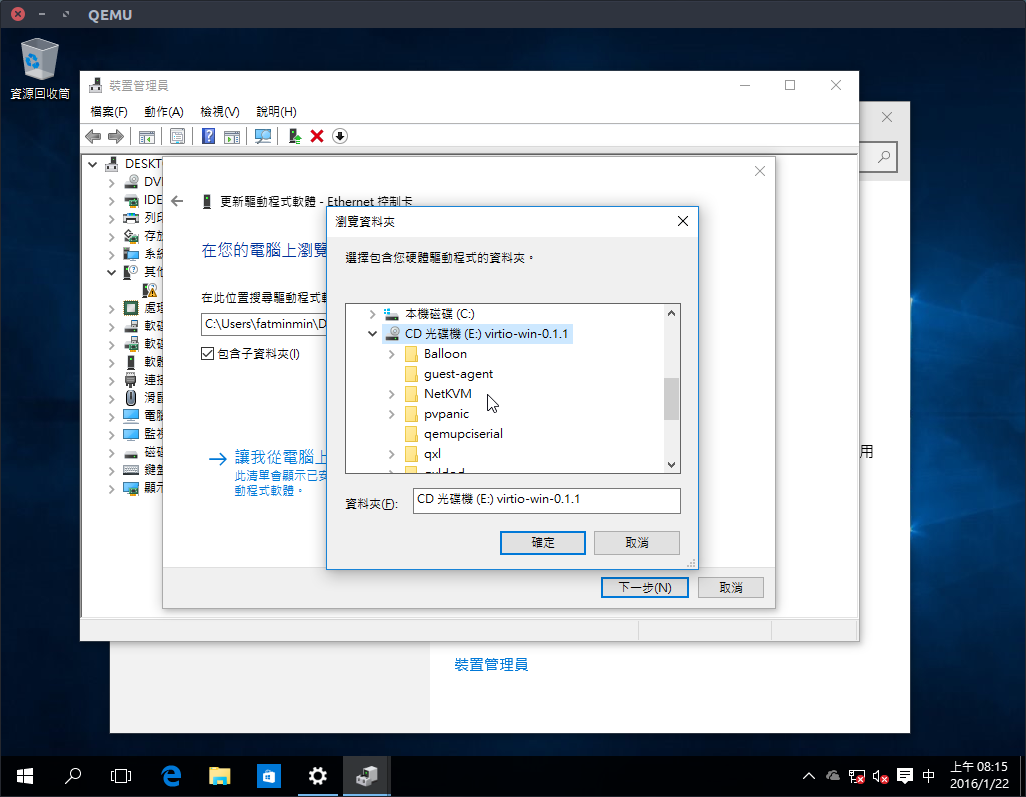 QEMU
資源回收筒
裝置管理員
檔案(F) 動作(A) 檢視(V) 說明(H)
DESKT
DV
IDE
列印
存放
系統
其他
處理
軟碟
軟碟
軟體
連接
滑鼠
電腦
監視
磁碟
鍵盤
顯示
更新驅動程式軟體 - Ethernet 控制卡
在您的電腦上瀏覽
在此位置搜尋驅動程式軟
C:\Users\fatminmin\D
包含子資料夾(I)
讓我從電腦上
此清單會顯示已安
動程式軟體。
下一步(N) 取消
瀏覽資料夾
選擇包含您硬體驅動程式的資料夾。
本機磁碟 (C:)
CD 光碟機 (E:) virtio-win-0.1.1
Balloon
guest-agent
NetKVM
pvpanic
qemupciserial
qxl
qxldod
資料夾(F): CD 光碟機 (E:) virtio-win-0.1.1
確定 取消
用
裝置管理員
中
上午 08:15
2016/1/22